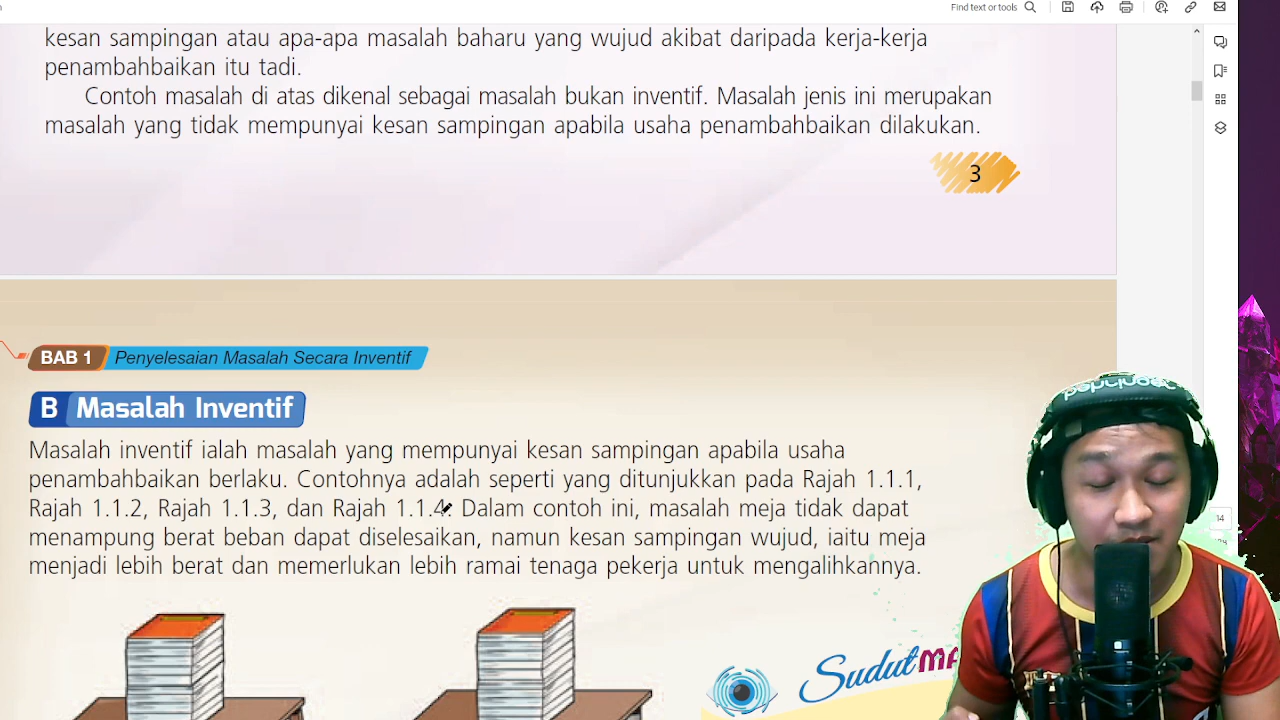 Find text or tools
kesan sampingan atau apa-apa masalah baharu yang wujud akibat daripada kerja-kerja
penambahbaikan itu tadi.
Contoh masalah di atas dikenal sebagai masalah bukan inventif. Masalah jenis ini merupakan
masalah yang tidak mempunyai kesan sampingan apabila usaha penambahbaikan dilakukan.
3
BAB 1 Penyelesaian Masalah Secara Inventif
B Masalah Inventif
Masalah inventif ialah masalah yang mempunyai kesan sampingan apabila usaha
penambahbaikan berlaku. Contohnya adalah seperti yang ditunjukkan pada Rajah 1.1.1,
Rajah 1.1.2, Rajah 1.1.3, dan Rajah 1.1.4. Dalam contoh ini, masalah meja tidak dapat
menampung berat beban dapat diselesaikan, namun kesan sampingan wujud, iaitu meja
menjadi lebih berat dan memerlukan lebih ramai tenaga pekerja untuk mengalihkannya.
14
Sudut MA